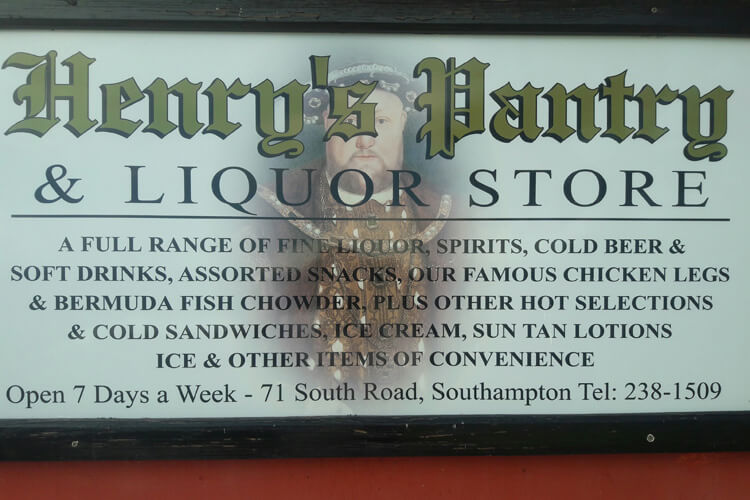 Henry's Pantry
& LIQUOR STORE
A FULL RANGE OF FINE LIQUOR, SPIRITS, COLD BEER &
SOFT DRINKS, ASSORTED SNACKS, OUR FAMOUS CHICKEN LEGS
& BERMUDA FISH CHOWDER, PLUS OTHER HOT SELECTIONS
& COLD SANDWICHES, ICE CREAM, SUN TAN LOTIONS
ICE & OTHER ITEMS OF CONVENIENCE
Open 7 Days a Week - 71 South Road, Southampton Tel: 238-1509